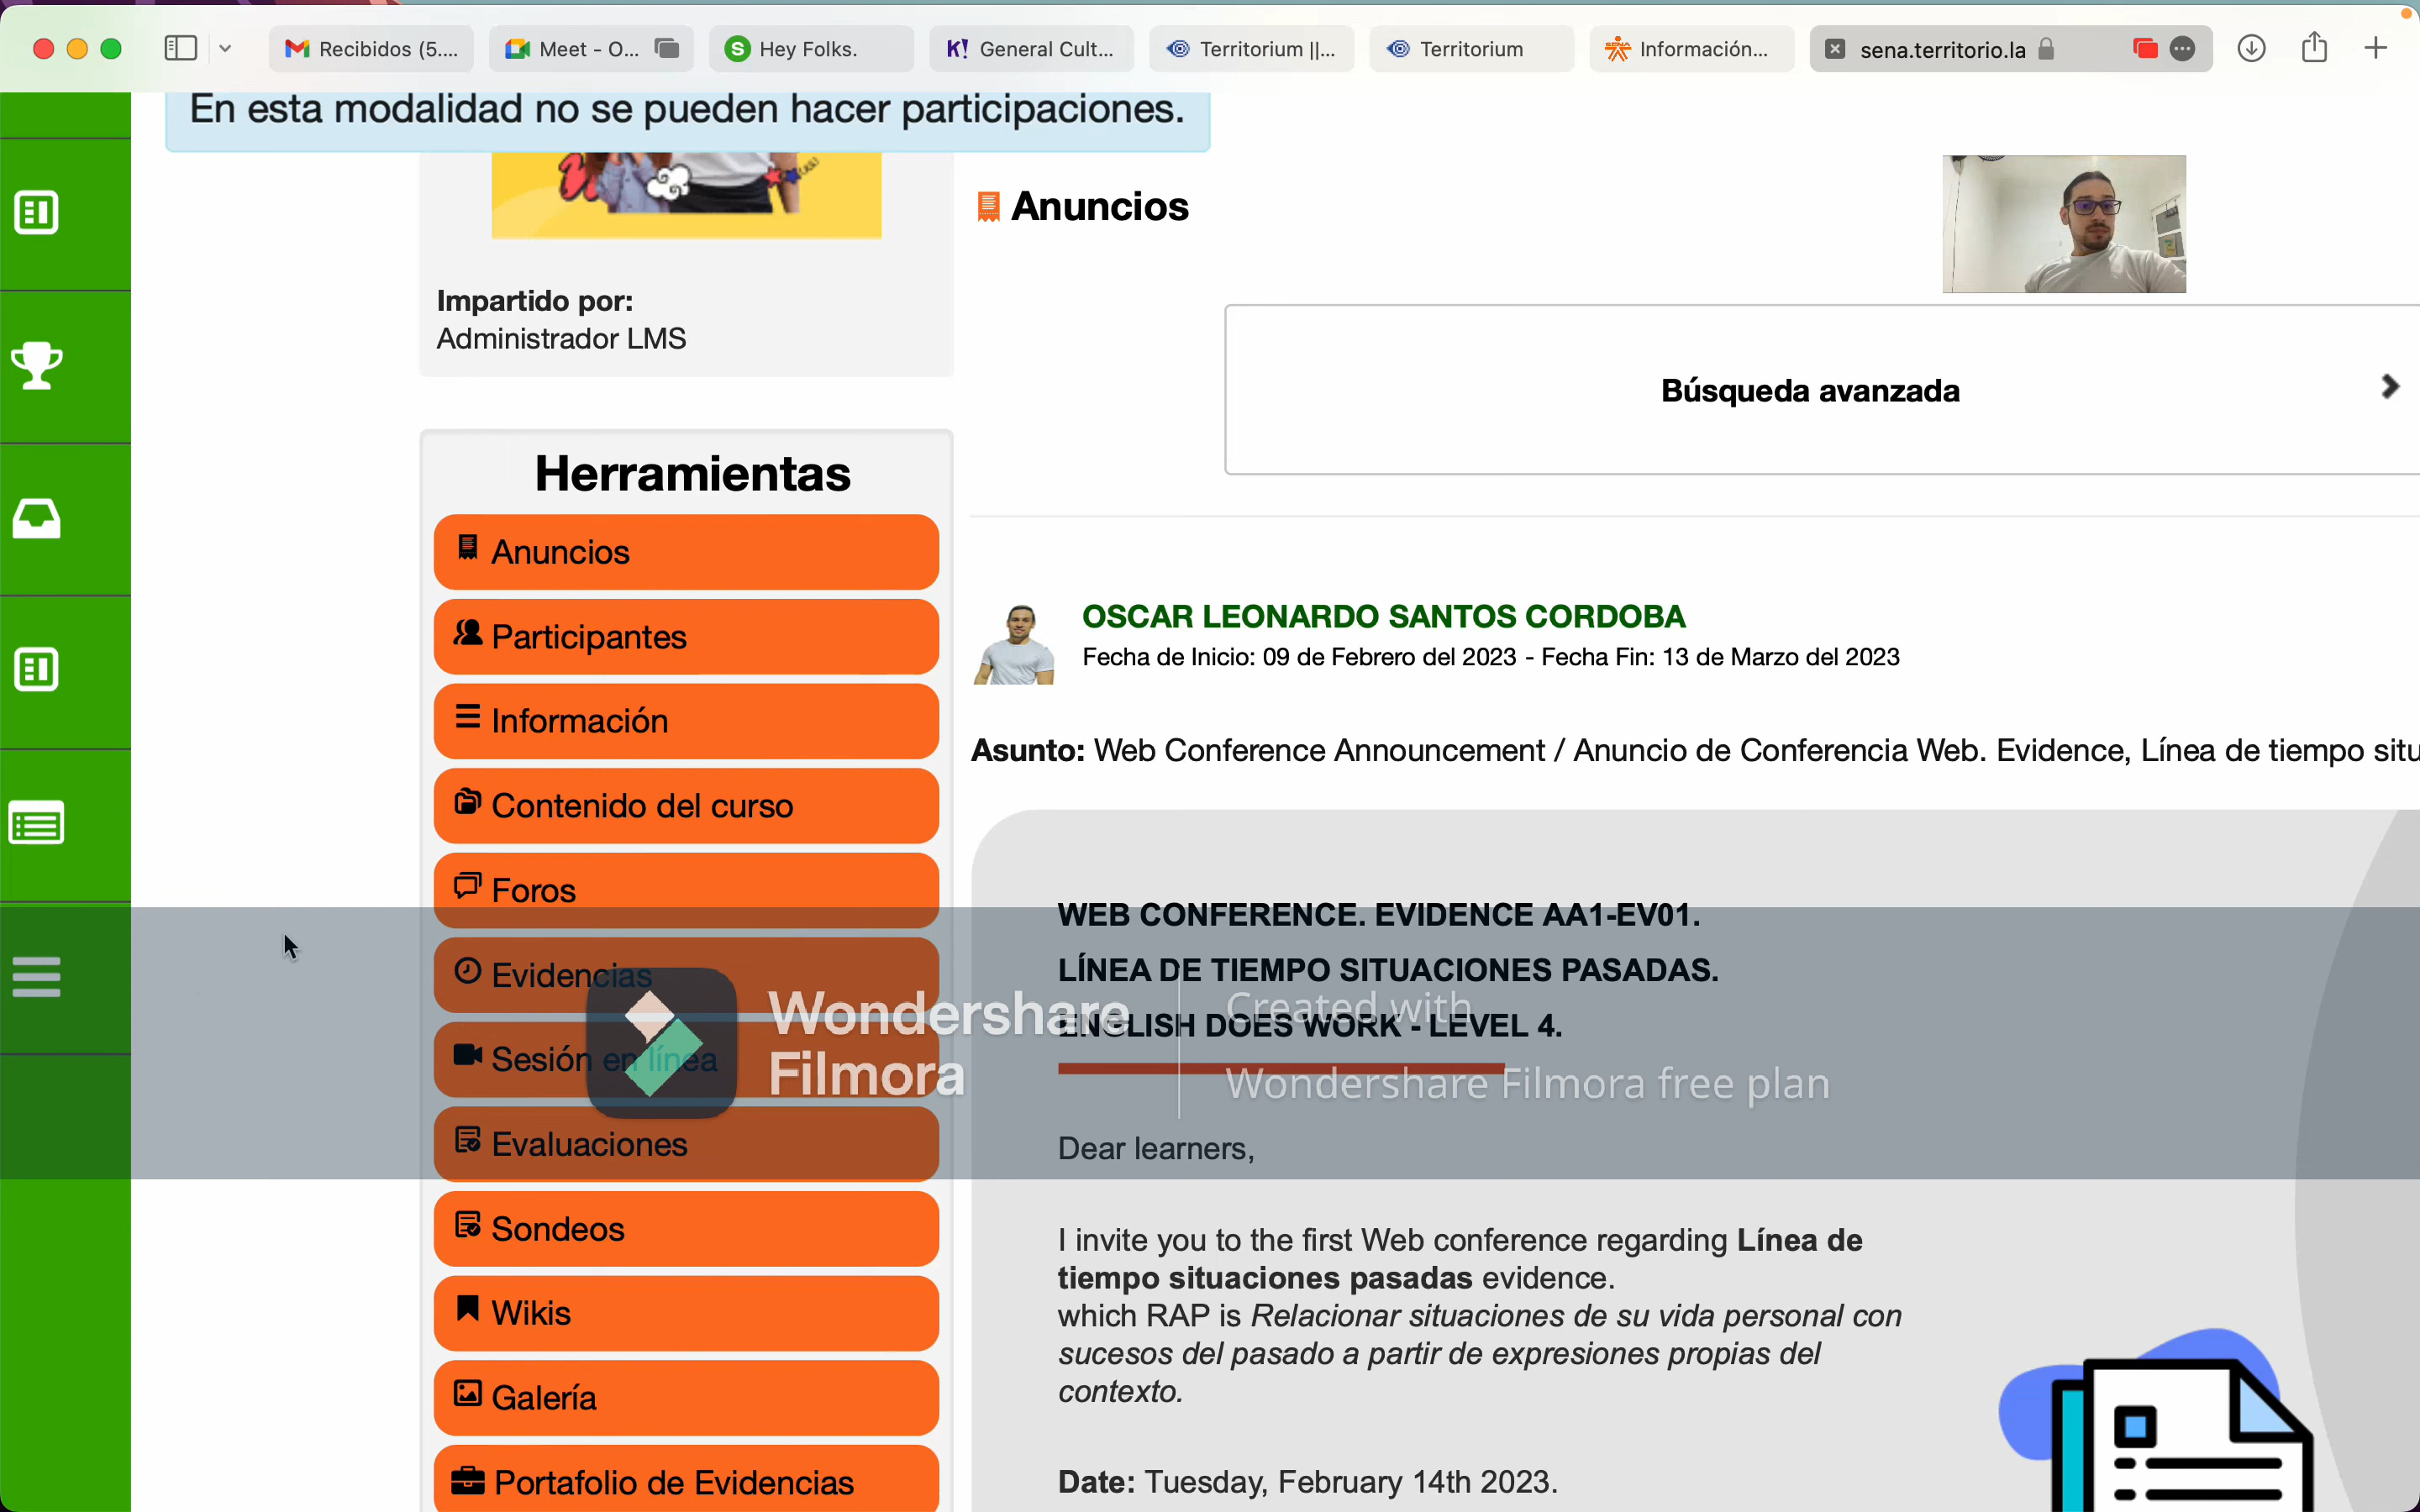 Recibidos (5....
Meet - O...
Hey Folks.
K! General Cult...
Territorium ||...
Territorium
Información...
sena.territorio.la
En esta modalidad no se pueden hacer participaciones.
Impartido por:
Administrador LMS
Herramientas
Anuncios
Participantes
Información
Contenido del curso
Foros
Evidencias
Sesión en línea
Evaluaciones
Sondeos
Wikis
Galería
Portafolio de Evidencias
Anuncios
Búsqueda avanzada
OSCAR LEONARDO SANTOS CORDOBA
Fecha de Inicio: 09 de Febrero del 2023 - Fecha Fin: 13 de Marzo del 2023
Asunto: Web Conference Announcement / Anuncio de Conferencia Web. Evidence, Línea de tiempo situ
WEB CONFERENCE. EVIDENCE AA1-EV01.
LÍNEA DE TIEMPO SITUACIONES PASADAS.
ENGLISH DOES WORK - LEVEL 4.
Dear learners,
I invite you to the first Web conference regarding Línea de
tiempo situaciones pasadas evidence.
which RAP is Relacionar situaciones de su vida personal con
sucesos del pasado a partir de expresiones propias del
contexto.
Date: Tuesday, February 14th 2023.
Wondershare
Filmora
Created with
Wondershare Filmora free plan